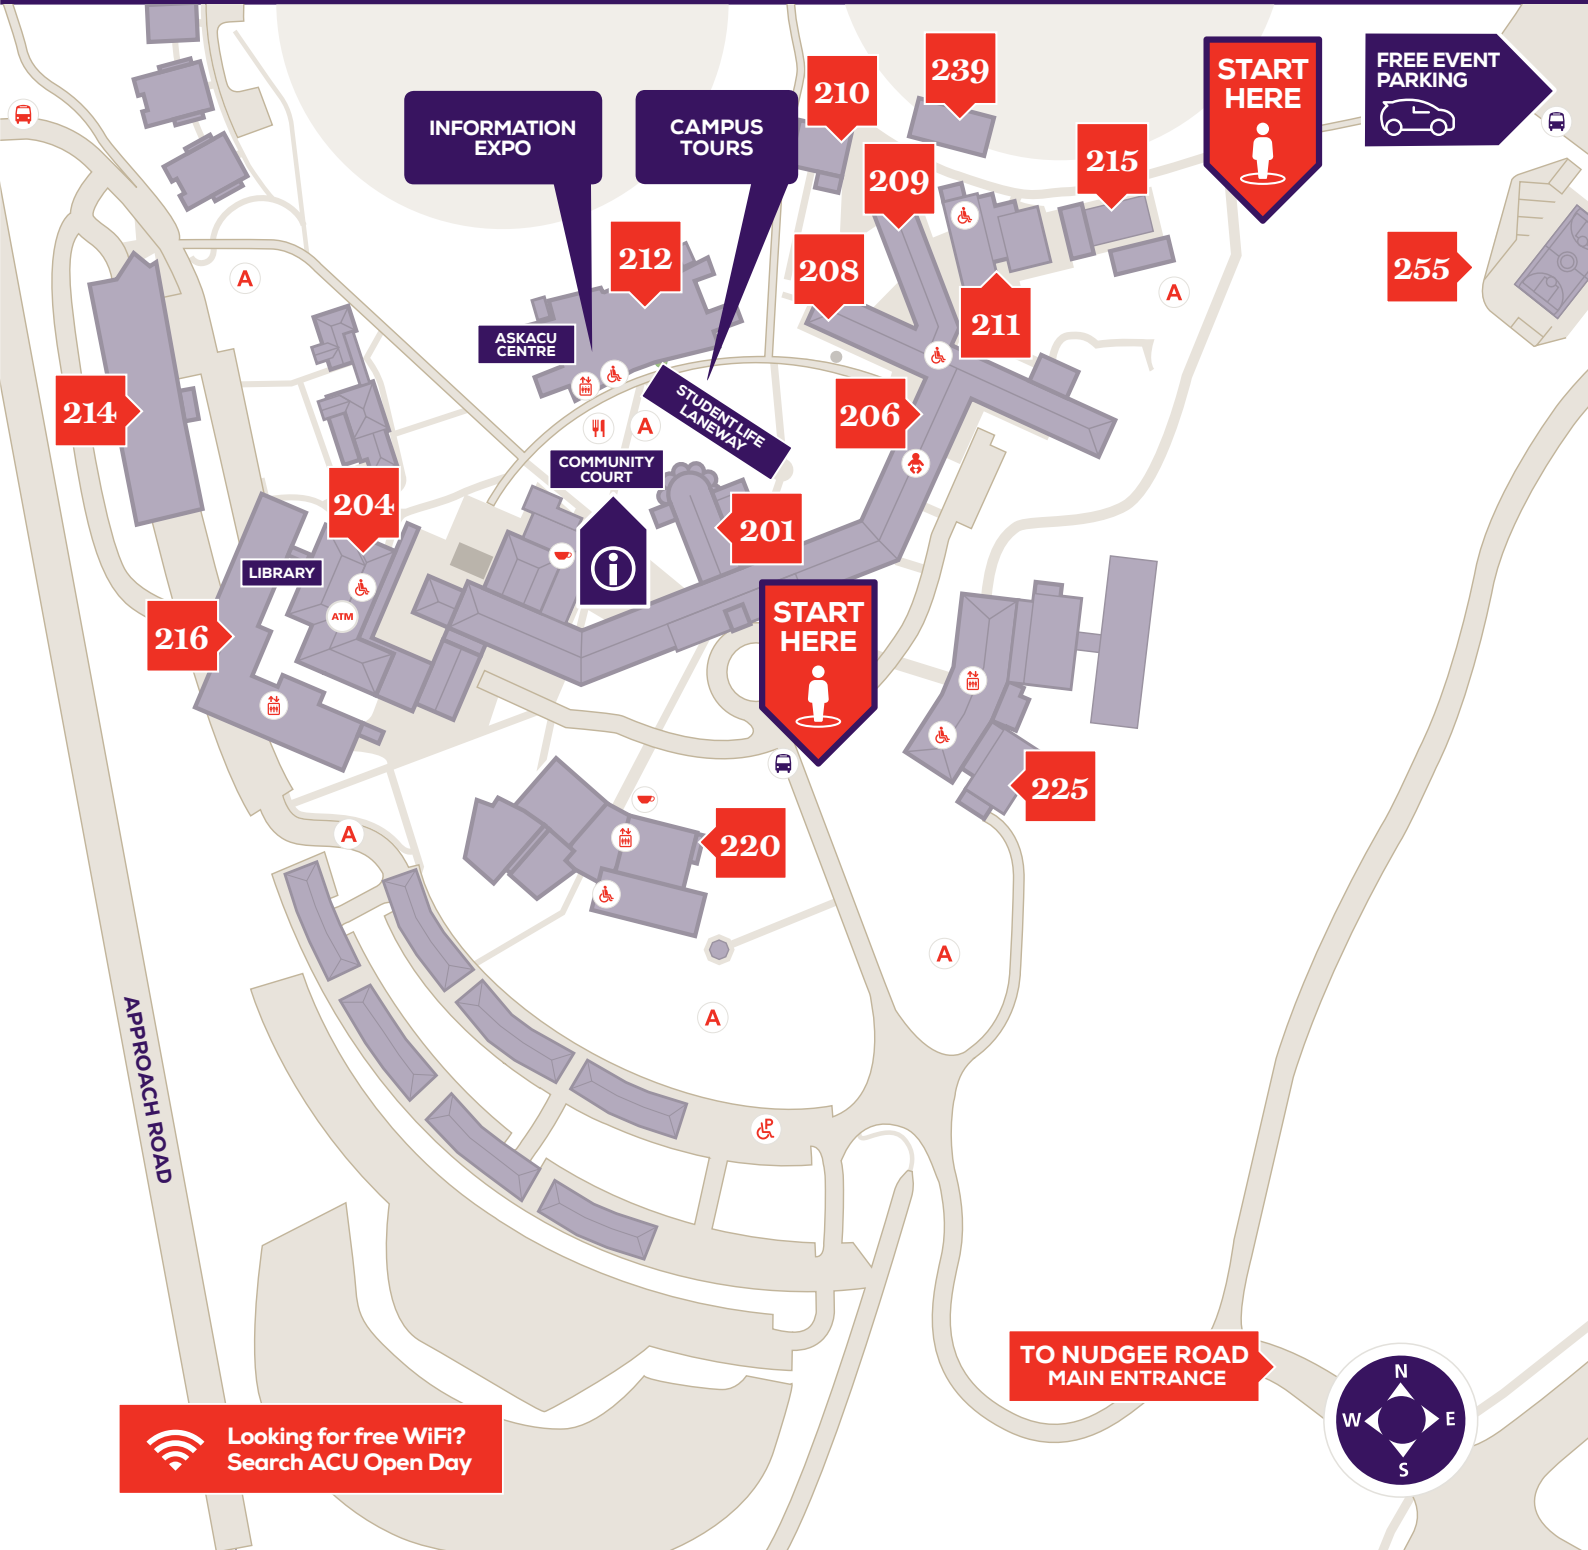 START
HERE
FREE EVENT
PARKING
239
210
INFORMATION
EXPO
CAMPUS
TOURS
215
209
212
208
255
A
A
211
ASKACU
CENTRE
214
206
STUDENT LIFE
LANEWAY
A
COMMUNITY
COURT
204
201
i
LIBRARY
ATM
216
START
HERE
225
A
220
A
A
APPROACH ROAD
P
TO NUDGEE ROAD
MAIN ENTRANCE
N
W
E
S
Looking for free WiFi?
Search ACU Open Day